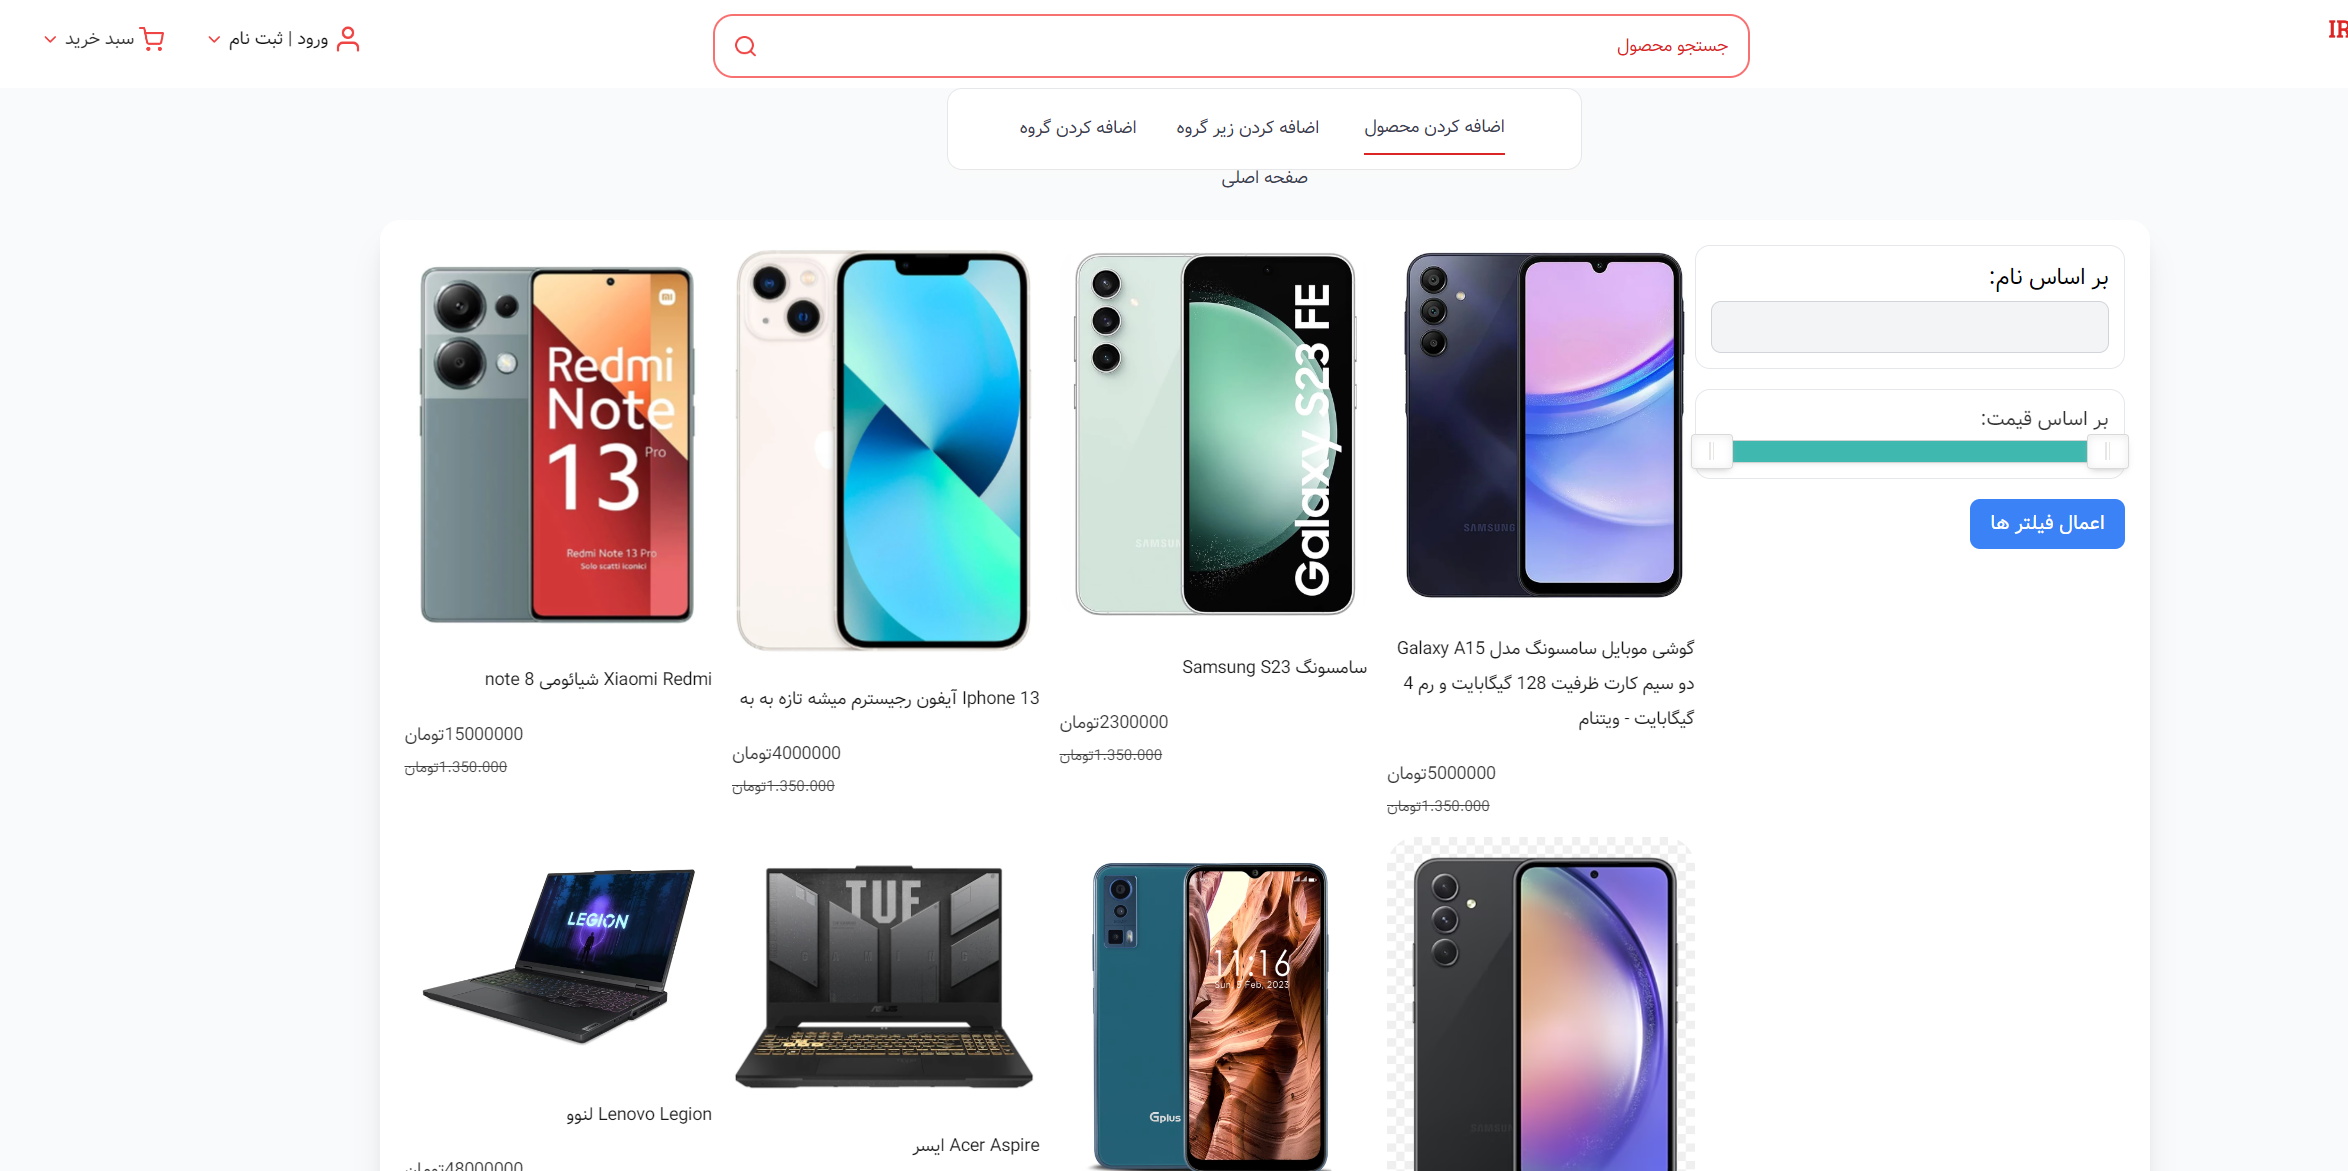 IR
جستجو محصول
ورود | ثبت نام
سبد خرید
اضافه کردن محصول
اضافه کردن زیر گروه
اضافه کردن گروه
صفحه اصلی
بر اساس نام:
بر اساس قیمت:
اعمال فیلتر ها
SAMSUNG
گوشی موبایل سامسونگ مدل Galaxy A15
دو سیم کارت ظرفیت 128 گیگابایت و رم 4
گیگابایت - ویتنام
5000000تومان
1.350.000تومان
Galaxy S23 FE
سامسونگ Samsung S23
2300000تومان
1.350.000تومان
Iphone 13 آیفون رجیسترم میشه تازه به به
4000000تومان
1.350.000تومان
Redmi
Note
13 Pro
Redmi Note 13 Pro
Solo scatti iconici
Xiaomi Redmi شیائومی note 8
15000000تومان
1.350.000تومان
SAMSUNG
11:16
Sun, 9 Feb, 2023
Gplus
TUF
ASUS
Acer Aspire ایسر
LEGION
Lenovo Legion لنوو
48000000تومان